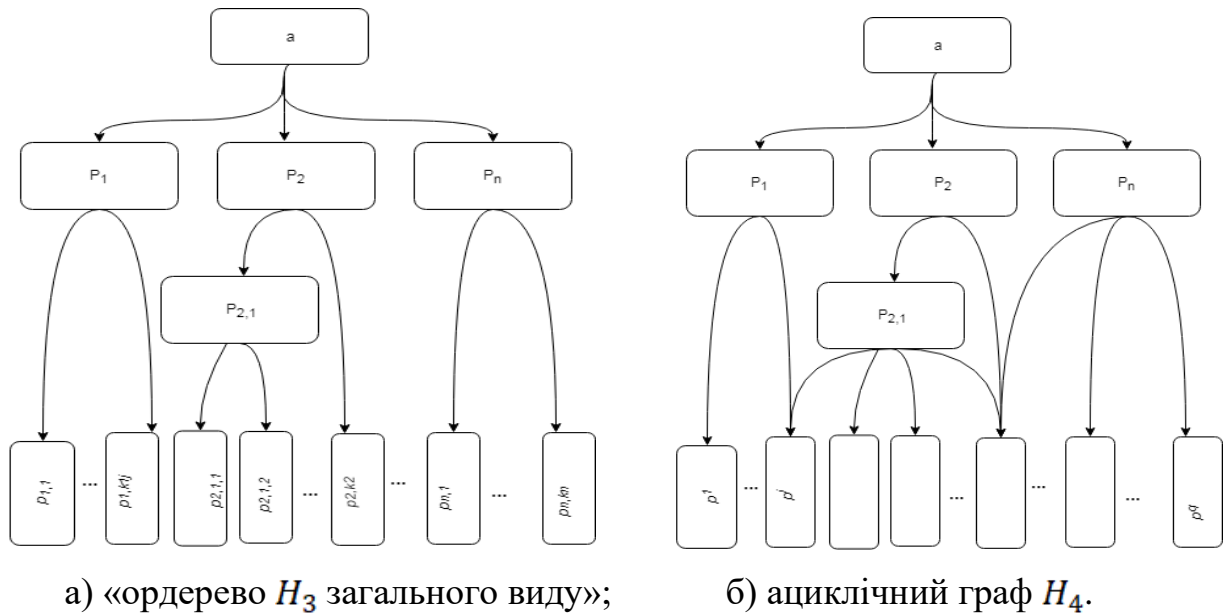 a
P1 P2 Pn
P2,1
p1,1 ... p1,k1j p2,1,1 p2,1,2 ... p2,k2 ... pn,1 ... pn,kn
a
P1 P2 Pn
P2,1
p1 ... pi ... ... ... pq
а) «ордерево H3 загального виду»; б) ациклічний граф H4.